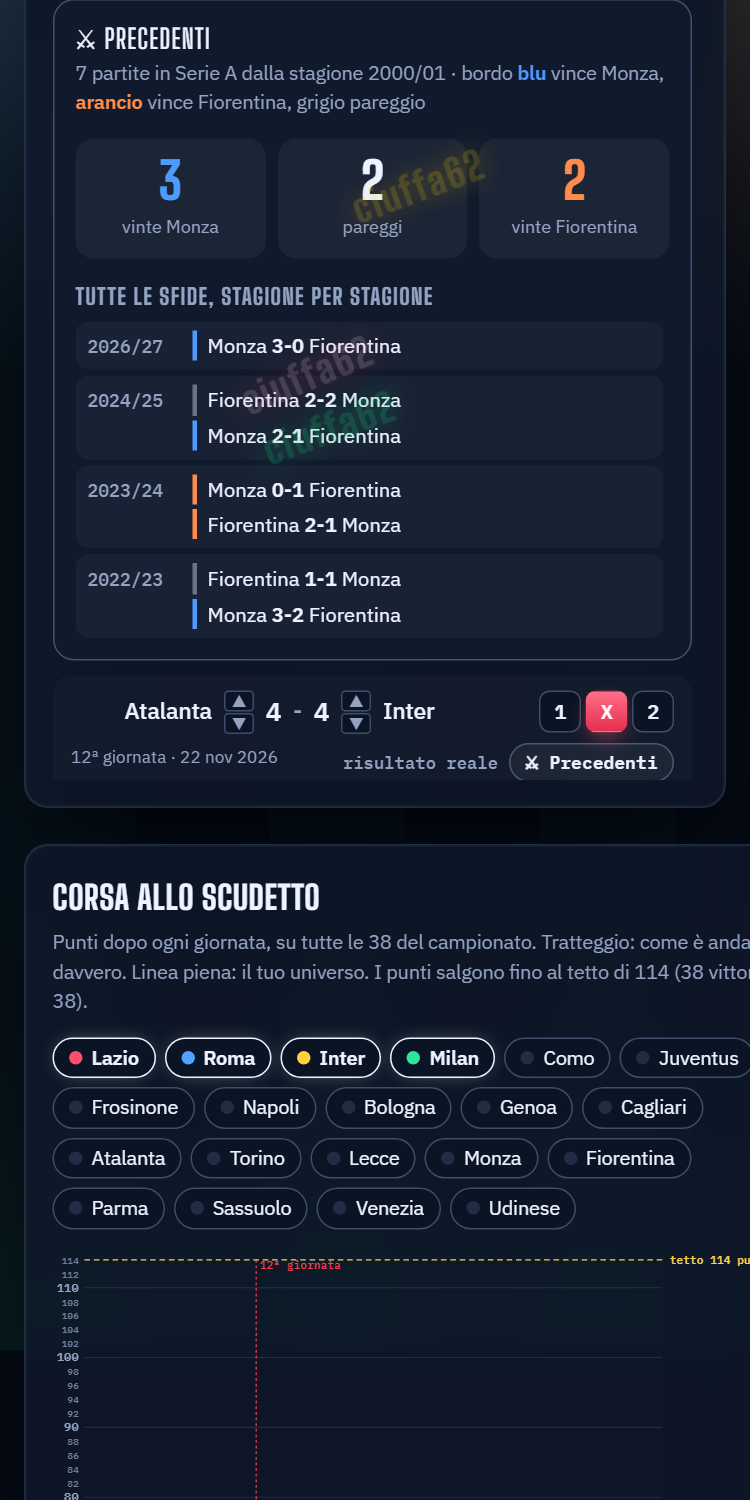 ⚔ PRECEDENTI
7 partite in Serie A dalla stagione 2000/01 · bordo blu vince Monza,
arancio vince Fiorentina, grigio pareggio
3 2 2
vinte Monza pareggi vinte Fiorentina
ciuffa62
TUTTE LE SFIDE, STAGIONE PER STAGIONE
2026/27 Monza 3-0 Fiorentina
ciuffa62
2024/25 Fiorentina 2-2 Monza
ciuffa62
Monza 2-1 Fiorentina
2023/24 Monza 0-1 Fiorentina
Fiorentina 2-1 Monza
2022/23 Fiorentina 1-1 Monza
Monza 3-2 Fiorentina
Atalanta ▲ ▼ 4 - 4 ▲ ▼ Inter 1 X 2
12ª giornata · 22 nov 2026 risultato reale ⚔ Precedenti
CORSA ALLO SCUDETTO
Punti dopo ogni giornata, su tutte le 38 del campionato. Tratteggio: come è anda
davvero. Linea piena: il tuo universo. I punti salgono fino al tetto di 114 (38 vittor
38).
Lazio Roma Inter Milan Como Juventus
Frosinone Napoli Bologna Genoa Cagliari
Atalanta Torino Lecce Monza Fiorentina
Parma Sassuolo Venezia Udinese
114 tetto 114 pu
12ª giornata
112
110
108
106
104
102
100
98
96
94
92
90
88
86
84
82
80